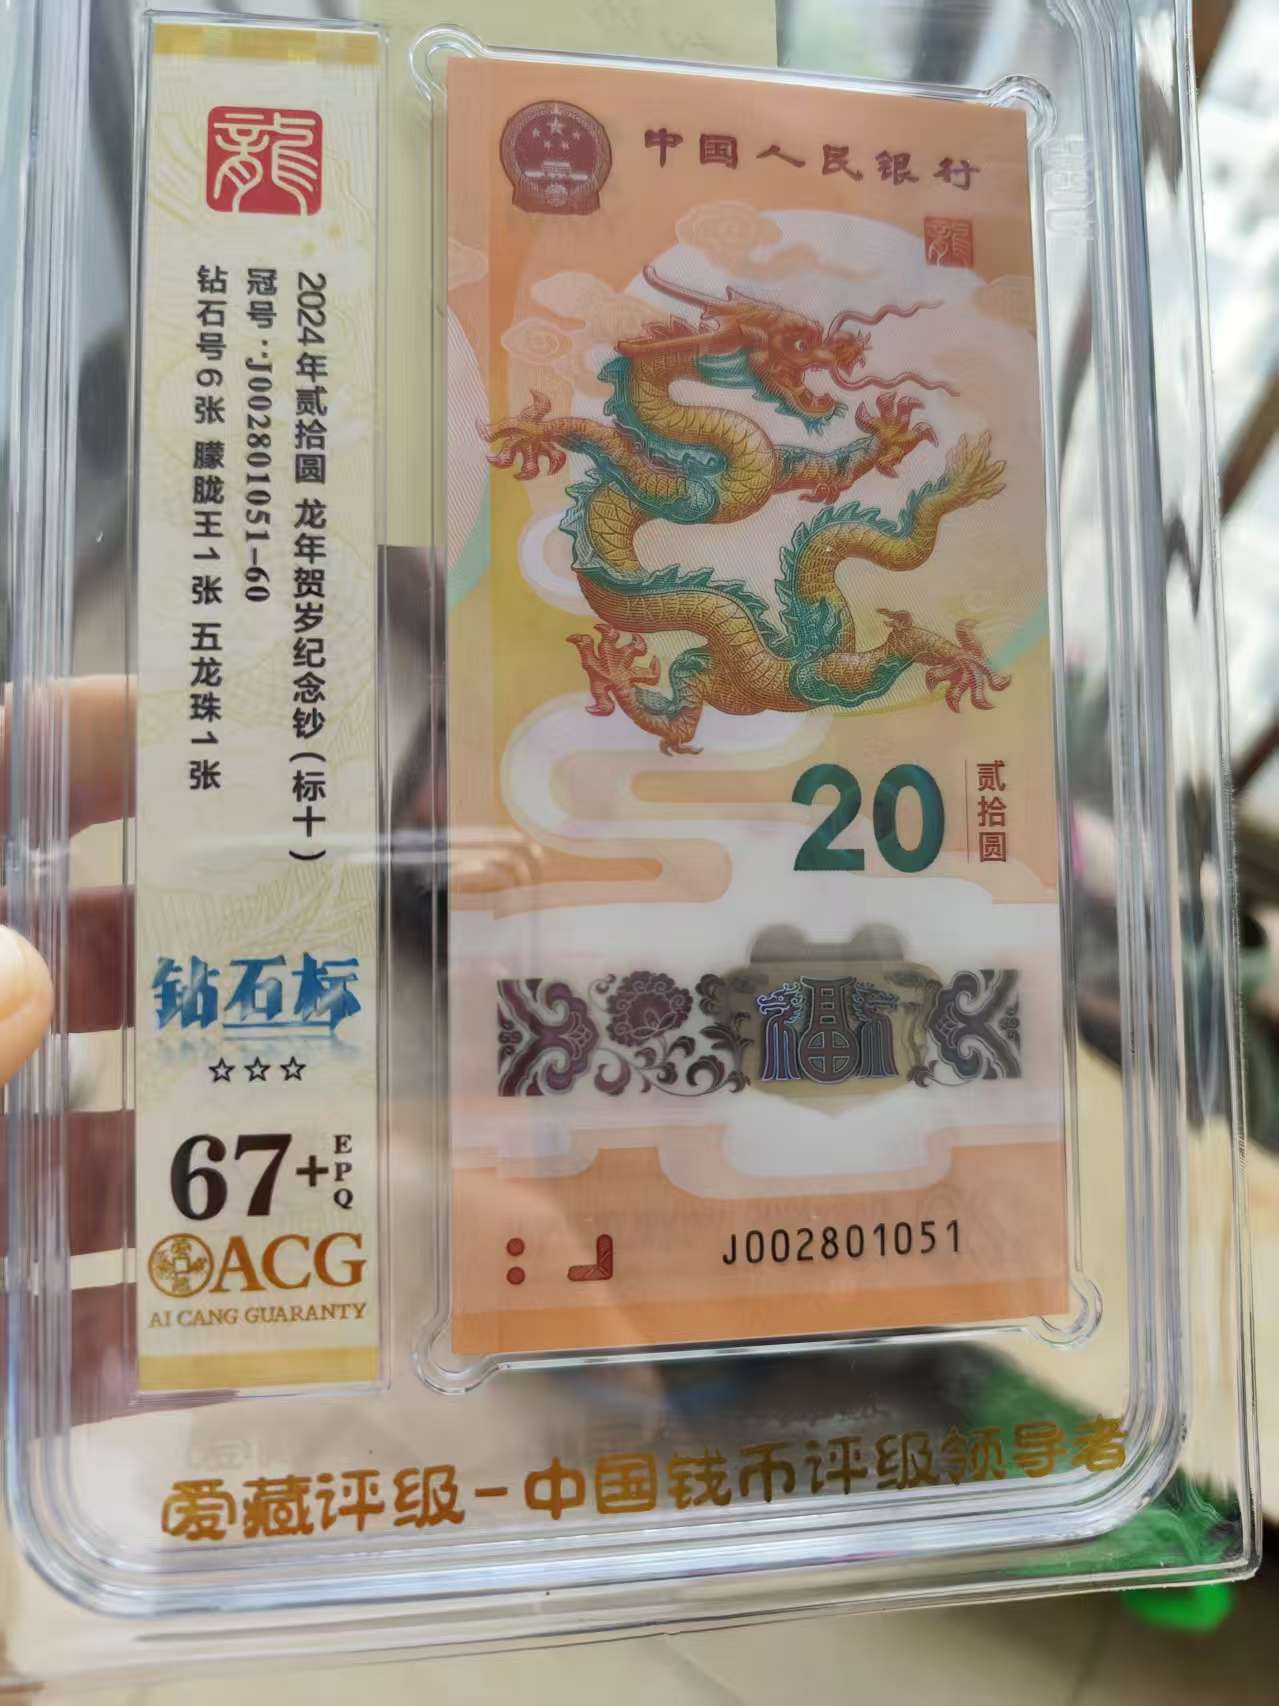 龍
2024年贰拾圆 龙年贺岁纪念钞(标十)
冠号:J002801051-60
钻石号6张 朦胧王1张 五龙珠1张
钻石标
☆☆☆
67+EPQ
ACG
AI CANG GUARANTY
中国人民银行
龍
20
贰拾圆
福
J002801051
爱藏评级-中国钱币评级领导者